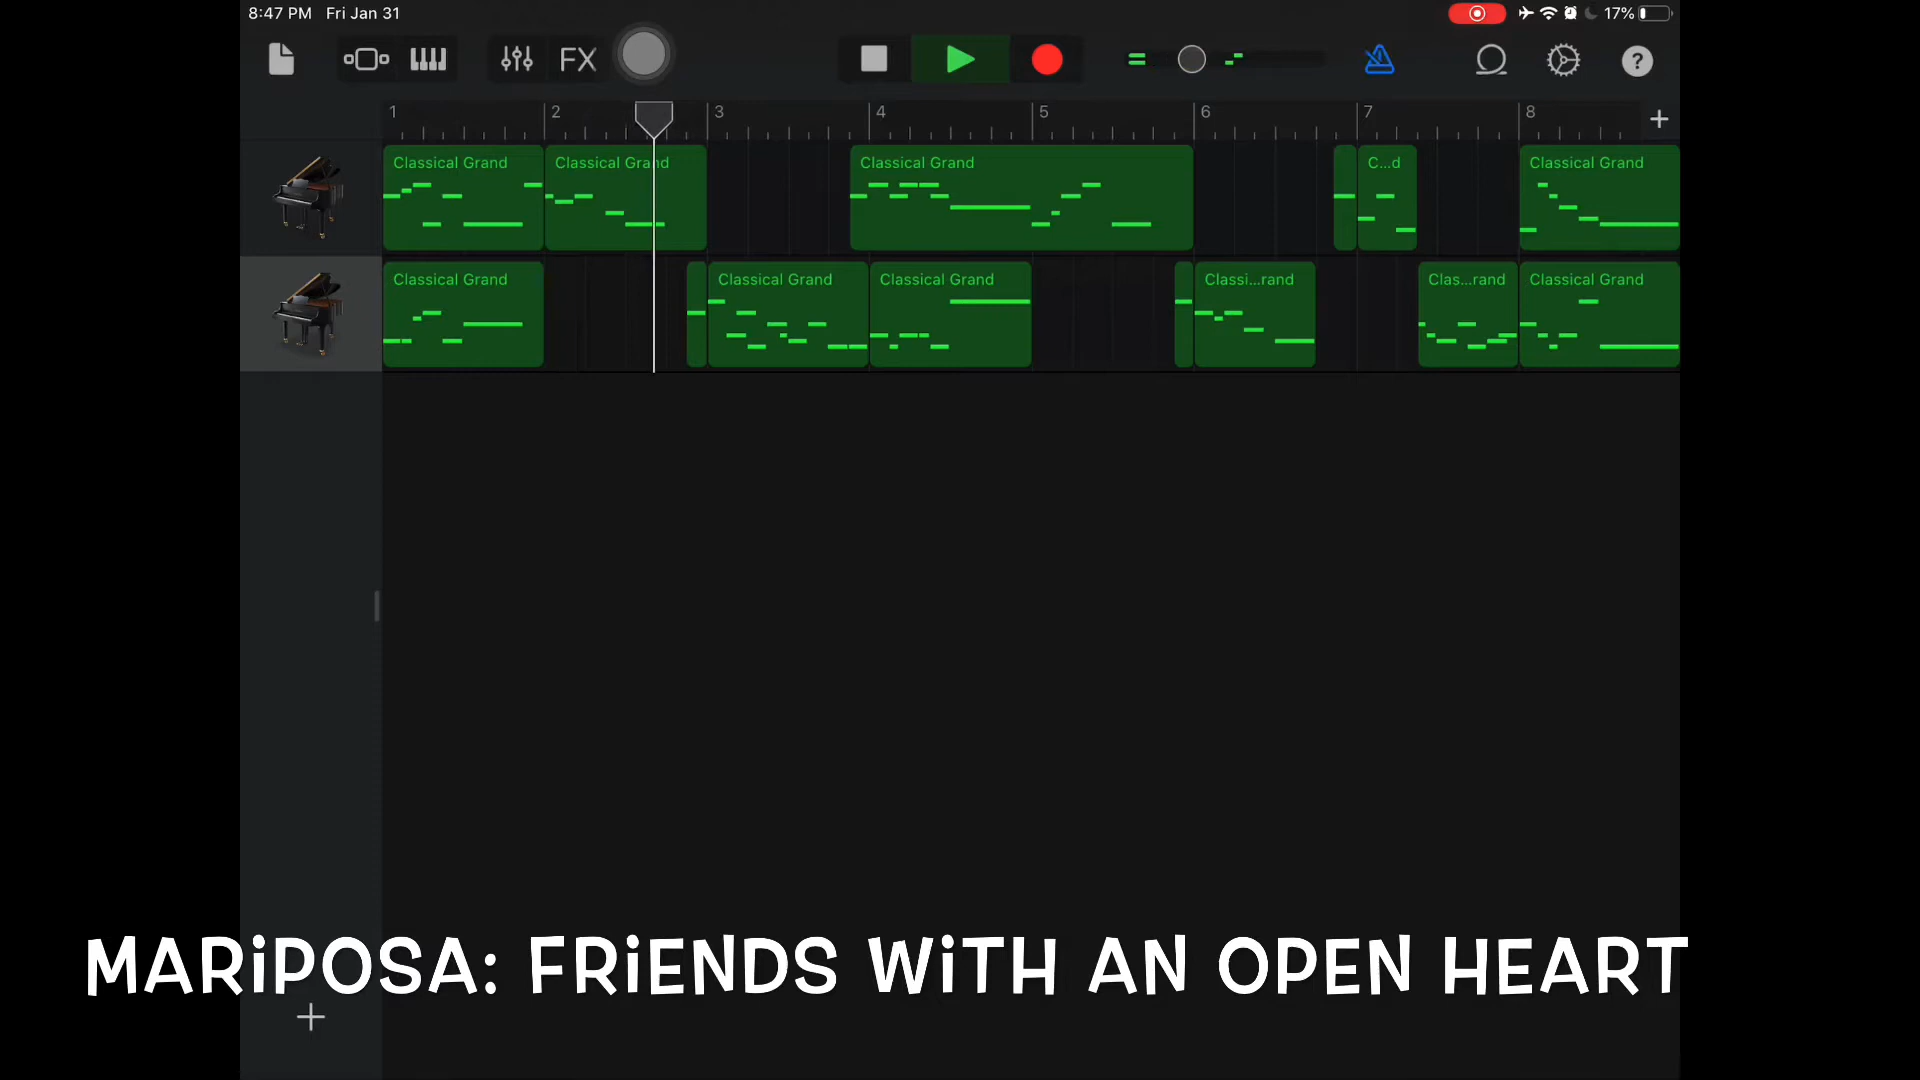 8:47 PM Fri Jan 31 17%
FX ?
1 2 3 4 5 6 7 8 +
Classical Grand Classical Grand Classical Grand C...d Classical Grand
Classical Grand Classical Grand Classical Grand Classi...rand Clas...rand Classical Grand
MARiPOSA: FRiENDS WiTH AN OPEN HEART
+